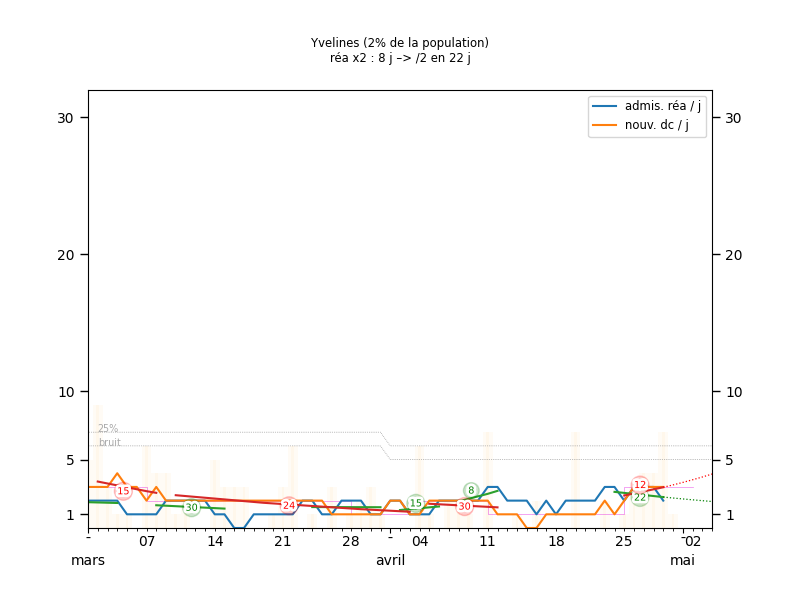 Yvelines (2% de la population)
réa x2 : 8 j –> /2 en 22 j
admis. réa / j
nouv. dc / j
30 30
20 20
10 10
25%
bruit
5 5
15 30 24 15 8 30 12 22
1 1
- 07 14 21 28 - 04 11 18 25 - 02
mars avril mai